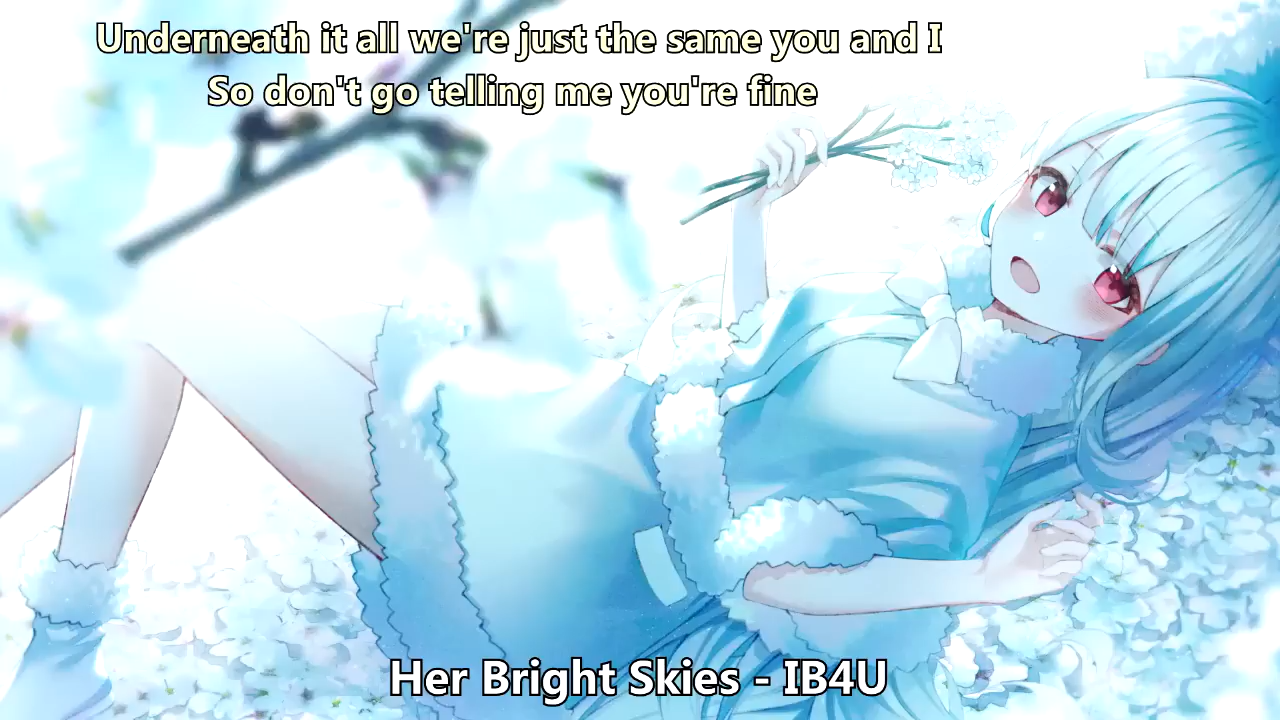 Underneath it all we're just the same you and I
So don't go telling me you're fine
Her Bright Skies - IB4U